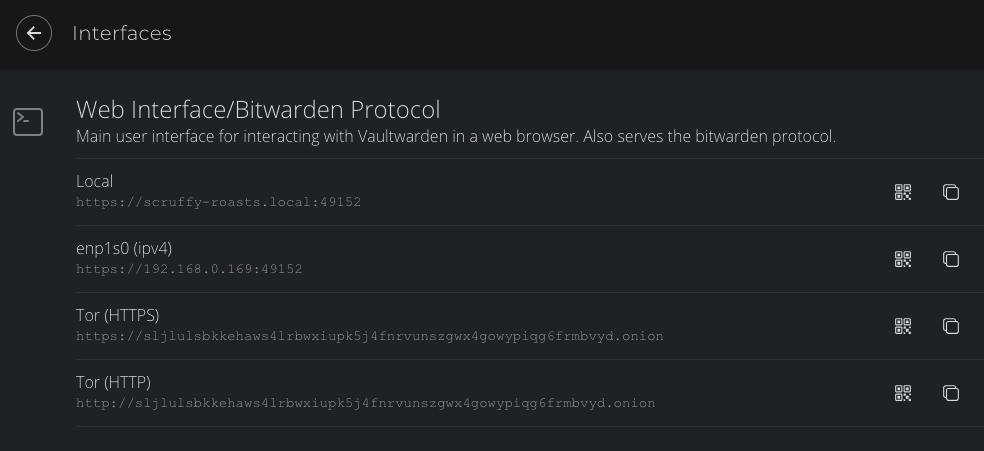 Interfaces
Web Interface/Bitwarden Protocol
Main user interface for interacting with Vaultwarden in a web browser. Also serves the bitwarden protocol.
Local
https://scruffy-roasts.local:49152
enp1s0 (ipv4)
https://192.168.0.169:49152
Tor (HTTPS)
https://sljlulsbkkehaws4lrbwxiupk5j4fnrvunszgwx4gowypiqg6frmbvyd.onion
Tor (HTTP)
http://sljlulsbkkehaws4lrbwxiupk5j4fnrvunszgwx4gowypiqg6frmbvyd.onion